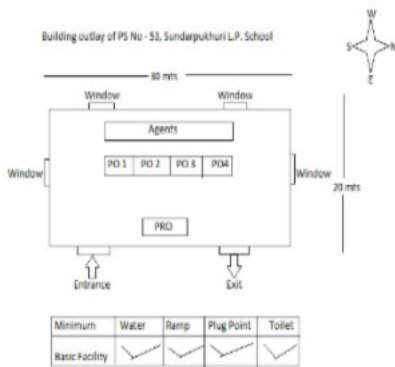 W
S N
E
Building outlay of PS No - 53, Sundarpukhuri L.P. School
30 mts
Window Window
Agents
PO 1 PO 2 PO 3 PO4
Window Window
20 mts
PRO
Entrance Exit
Minimum Water Ramp Plug Point Toilet
Basic Facility